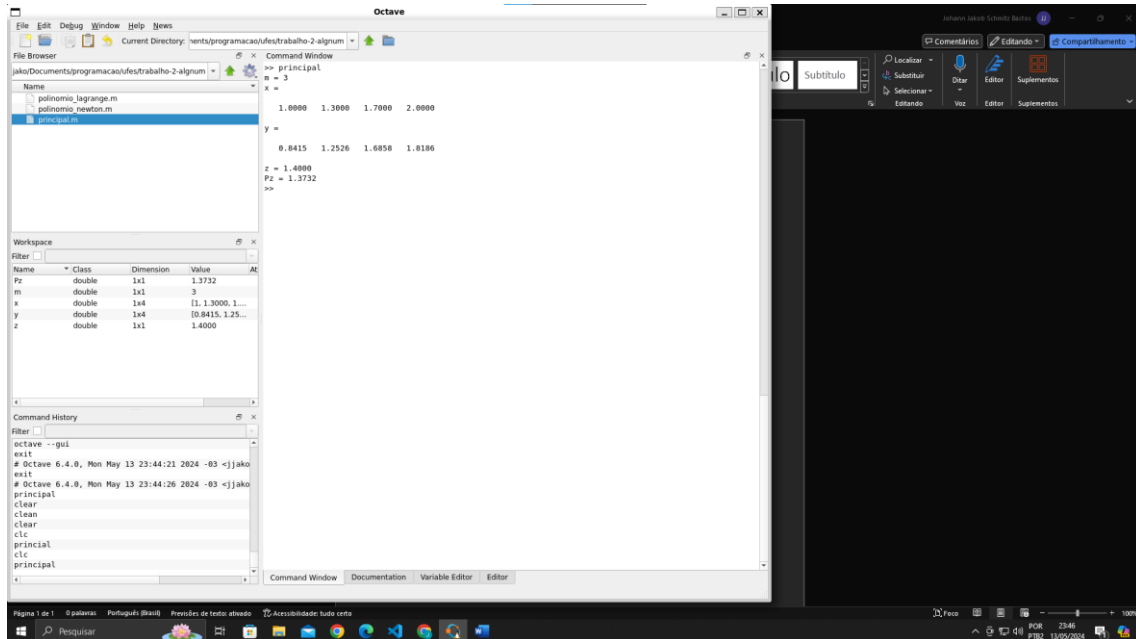 Octave
File Edit Debug Window Help News
Current Directory: nents/programacao/ufes/trabalho-2-algnum
File Browser
jako/Documents/programacao/ufes/trabalho-2-algnum
Name
polinomio_lagrange.m
polinomio_newton.m
principal.m
Workspace
Filter
Name Class Dimension Value At
Pz double 1x1 1.3732
m double 1x1 3
x double 1x4 [1, 1.3000, 1....
y double 1x4 [0.8415, 1.25...
z double 1x1 1.4000
Command History
Filter
octave --gui
exit
# Octave 6.4.0, Mon May 13 23:44:21 2024 -03 <jjako
exit
# Octave 6.4.0, Mon May 13 23:44:26 2024 -03 <jjako
principal
clear
clean
clear
clc
princial
clc
principal
Command Window
>> principal
m = 3
x =
1.0000 1.3000 1.7000 2.0000
y =
0.8415 1.2526 1.6858 1.8186
z = 1.4000
Pz = 1.3732
>>
Command Window Documentation Variable Editor Editor
Johann Jakob Schmitz Bastos JJ
Comentários Editando Compartilhamento
lo Subtítulo
Localizar
Substituir
Selecionar
Editando
Ditar
Voz
Editor
Editor
Suplementos
Suplementos
Página 1 de 1 0 palavras Português (Brasil) Previsões de texto: ativado Acessibilidade: tudo certo
Foco
100%
Pesquisar
POR
PTB2
23:46
13/05/2024